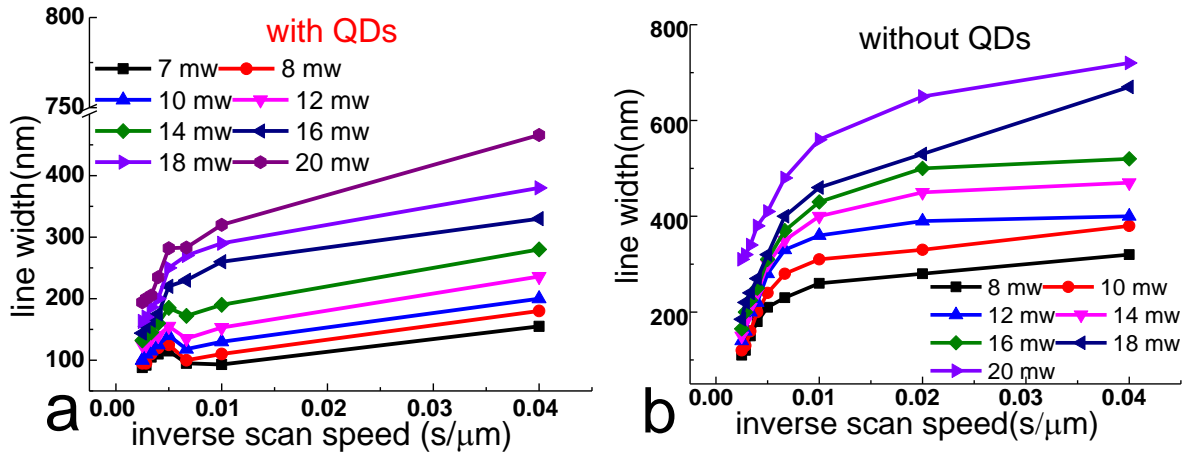 800
with QDs
7 mw
8 mw
10 mw
12 mw
14 mw
16 mw
18 mw
20 mw
750
400
300
200
100
line width(nm)
0.00
0.01
0.02
0.03
0.04
a
inverse scan speed (s/μm)
without QDs
800
600
400
200
line width(nm)
8 mw
10 mw
12 mw
14 mw
16 mw
18 mw
20 mw
0.00
0.01
0.02
0.03
0.04
b
inverse scan speed(s/μm)